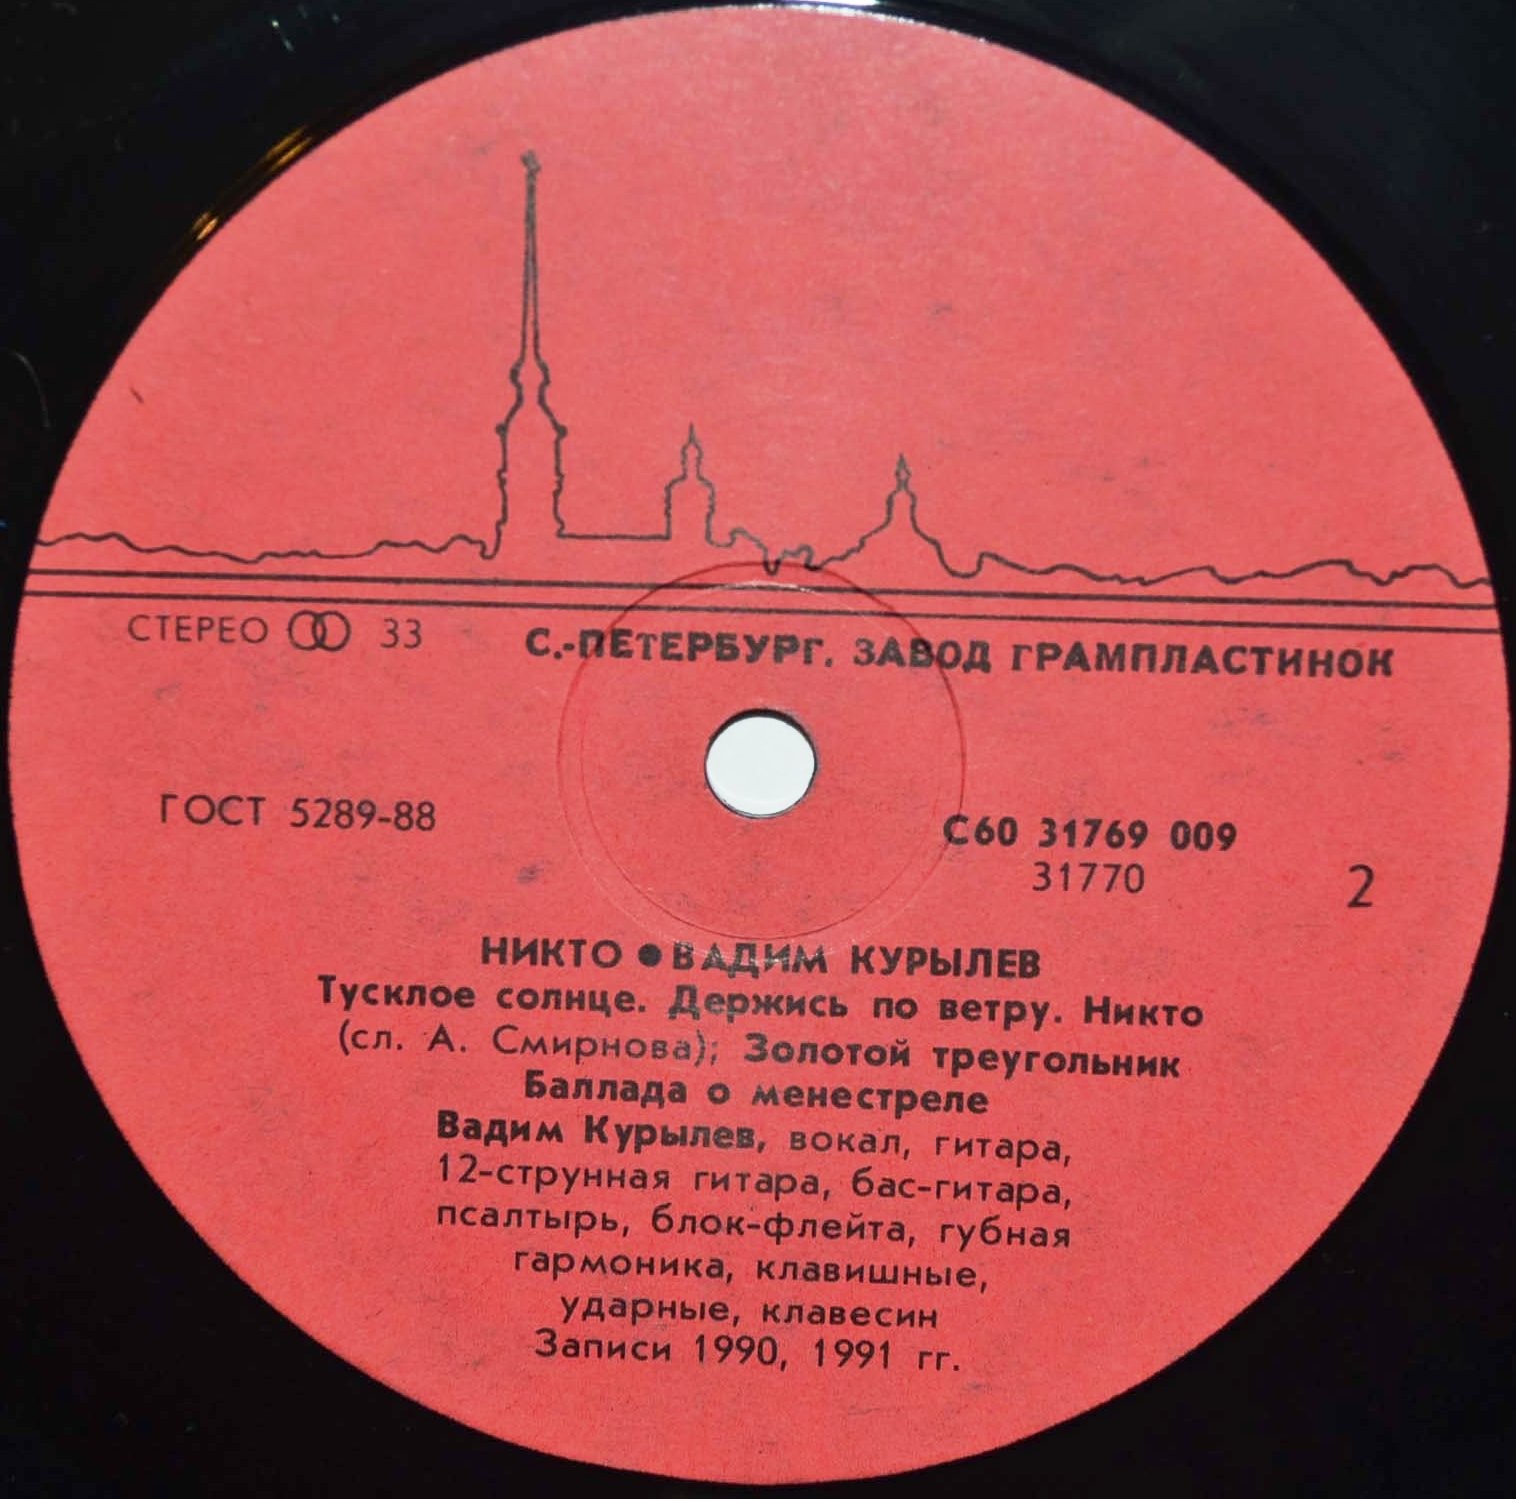 СТЕРЕО 33
С.-ПЕТЕРБУРГ. ЗАВОД ГРАМПЛАСТИНОК
ГОСТ 5289-88
С60 31769 009
31770
2
НИКТО ● ВАДИМ КУРЫЛЕВ
Тусклое солнце. Держись по ветру. Никто
(сл. А. Смирнова); Золотой треугольник
Баллада о менестреле
Вадим Курылев, вокал, гитара,
12-струнная гитара, бас-гитара,
псалтырь, блок-флейта, губная
гармоника, клавишные,
ударные, клавесин
Записи 1990, 1991 гг.